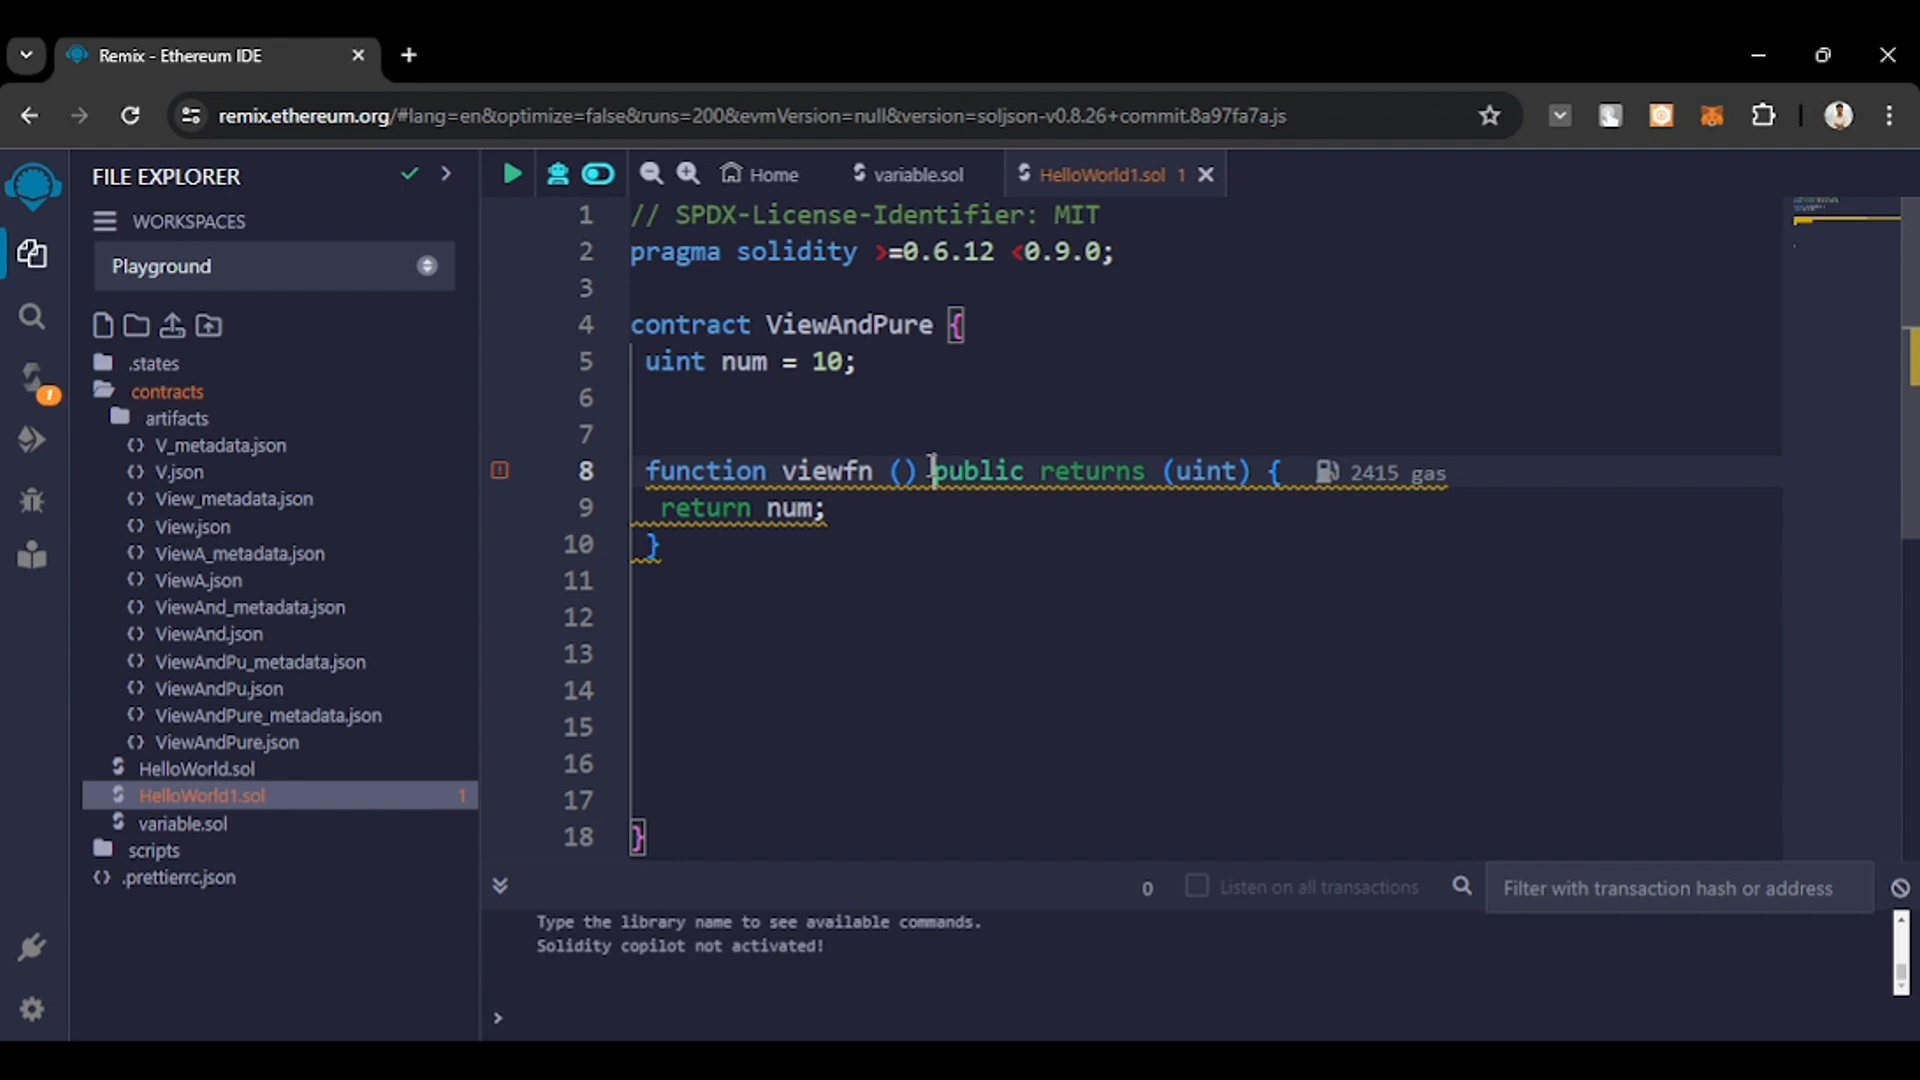 Remix - Ethereum IDE
remix.ethereum.org/#lang=en&optimize=false&runs=200&evmVersion=null&version=soljson-v0.8.26+commit.8a97fa7a.js
FILE EXPLORER
WORKSPACES
Playground
.states
contracts
artifacts
V_metadata.json
V.json
View_metadata.json
View.json
ViewA_metadata.json
ViewA.json
ViewAnd_metadata.json
ViewAnd.json
ViewAndPu_metadata.json
ViewAndPu.json
ViewAndPure_metadata.json
ViewAndPure.json
HelloWorld.sol
HelloWorld1.sol 1
variable.sol
scripts
.prettierrc.json
1
Home variable.sol HelloWorld1.sol 1
1 // SPDX-License-Identifier: MIT
2 pragma solidity >=0.6.12 <0.9.0;
3
4 contract ViewAndPure {
5 uint num = 10;
6
7
8 function viewfn () public returns (uint) { 2415 gas
9 return num;
10 }
11
12
13
14
15
16
17
18 }
0 Listen on all transactions Filter with transaction hash or address
Type the library name to see available commands.
Solidity copilot not activated!
>